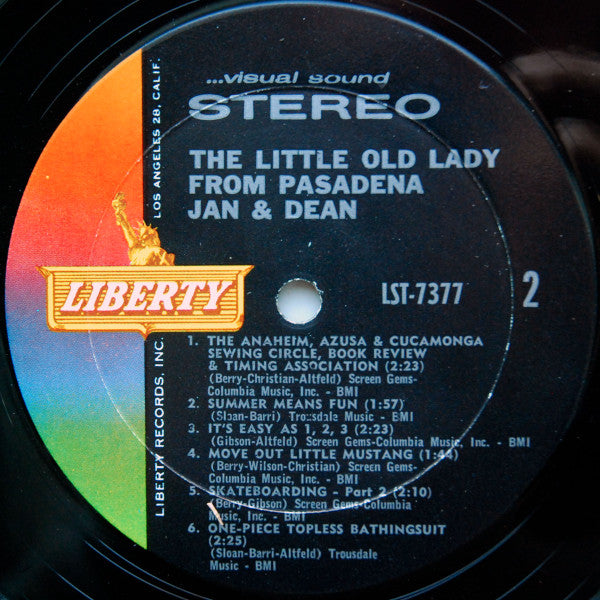 ...visual sound
STEREO
THE LITTLE OLD LADY
FROM PASADENA
JAN & DEAN
LIBERTY
LST-7377
2
1. THE ANAHEIM, AZUSA & CUCAMONGA
SEWING CIRCLE, BOOK REVIEW
& TIMING ASSOCIATION (2:23)
(Berry-Christian-Altfeld) Screen Gems-
Columbia Music, Inc. - BMI
2. SUMMER MEANS FUN (1:57)
(Sloan-Barri) Trousdale Music - BMI
3. IT'S EASY AS 1, 2, 3 (2:23)
(Gibson-Altfeld) Screen Gems-Columbia Music, Inc. - BMI
4. MOVE OUT LITTLE MUSTANG (1:44)
(Berry-Wilson-Christian) Screen Gems-
Columbia Music, Inc. - BMI
5. SKATEBOARDING - Part 2 (2:10)
(Berry-Gibson) Screen Gems-Columbia
Music, Inc. - BMI
6. ONE-PIECE TOPLESS BATHINGSUIT
(2:25)
(Sloan-Barri-Altfeld) Trousdale
Music - BMI
LIBERTY RECORDS, INC. LOS ANGELES 28, CALIF.